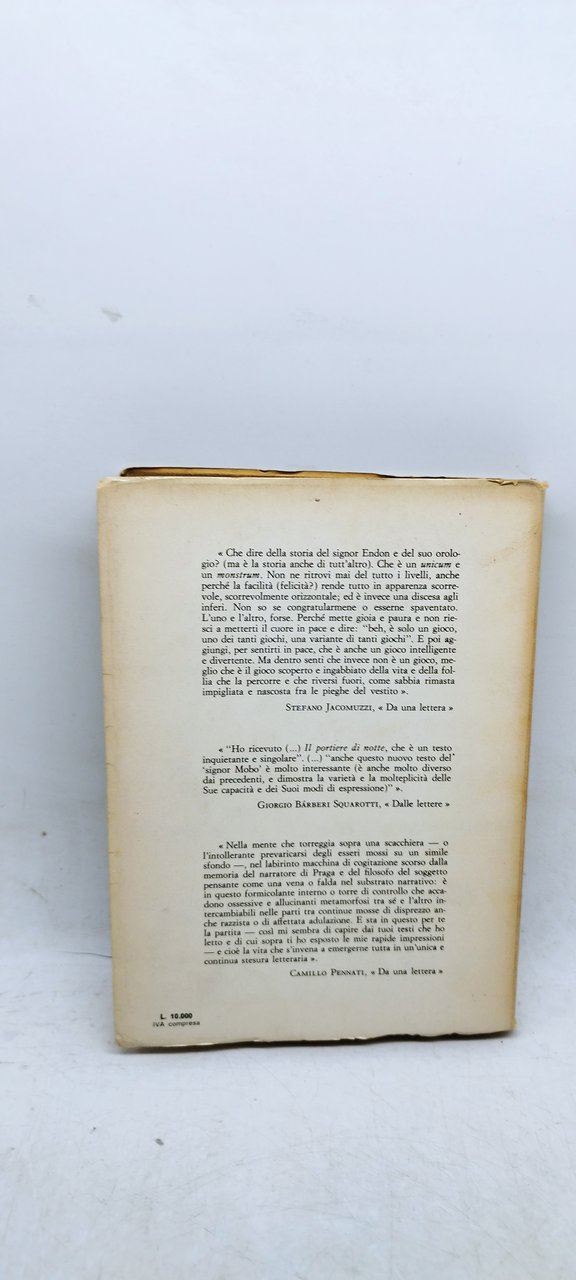 « Che dire della storia del signor Endon e del suo orolo-
gio? (ma è la storia anche di tutt'altro). Che è un unicum e
un monstrum. Non ne ritrovi mai del tutto i livelli, anche
perché la facilità (felicità?) rende tutto in apparenza scorre-
vole, scorrevolmente orizzontale; ed è invece una discesa agli
inferi. Non so se congratularmene o esserne spaventato.
L'uno e l'altro, forse. Perché mette gioia e paura e non rie-
sci a metterti il cuore in pace e dire: "beh, è solo un gioco,
uno dei tanti giochi, una variante di tanti giochi". E poi ag-
giungi, per sentirti in pace, che è anche un gioco intelligente
e divertente. Ma dentro senti che invece non è un gioco, me-
glio che è il gioco scoperto e ingabbiato della vita e della fol-
lia che la percorre e che riversi fuori, come sabbia rimasta
impigliata e nascosta fra le pieghe del vestito ».
STEFANO JACOMUZZI, « Da una lettera »
« "Ho ricevuto (...) Il portiere di notte, che è un testo
inquietante e singolare". (...) "anche questo nuovo testo del'
'signor Mobo' è molto interessante (è anche molto diverso
dai precedenti, e dimostra la varietà e la molteplicità delle
Sue capacità e dei Suoi modi di espressione)" ».
GIORGIO BÁRBERI SQUAROTTI, « Dalle lettere »
« Nella mente che torreggia sopra una scacchiera — o
l'intollerante prevaricarsi degli esseri mossi su un simile
sfondo —, nel labirinto macchina di cogitazione scorso dalla
memoria del narratore di Praga e del filosofo del soggetto
pensante come una vena o falda nel substrato narrativo: è
in questo formicolante interno o torre di controllo che acca-
dono ossessive e allucinanti metamorfosi tra sé e l'altro in-
tercambiabili nelle parti tra continue mosse di disprezzo an-
che razzista o di affettata adulazione. E sta in questo per te
la partita — così mi sembra di capire dai tuoi testi che ho
letto e di cui sopra ti ho esposto le mie rapide impressioni
— e cioè la vita che s'invena a emergerne tutta in un'unica e
continua stesura letteraria ».
CAMILLO PENNATI, « Da una lettera »
L. 10.000
IVA compresa